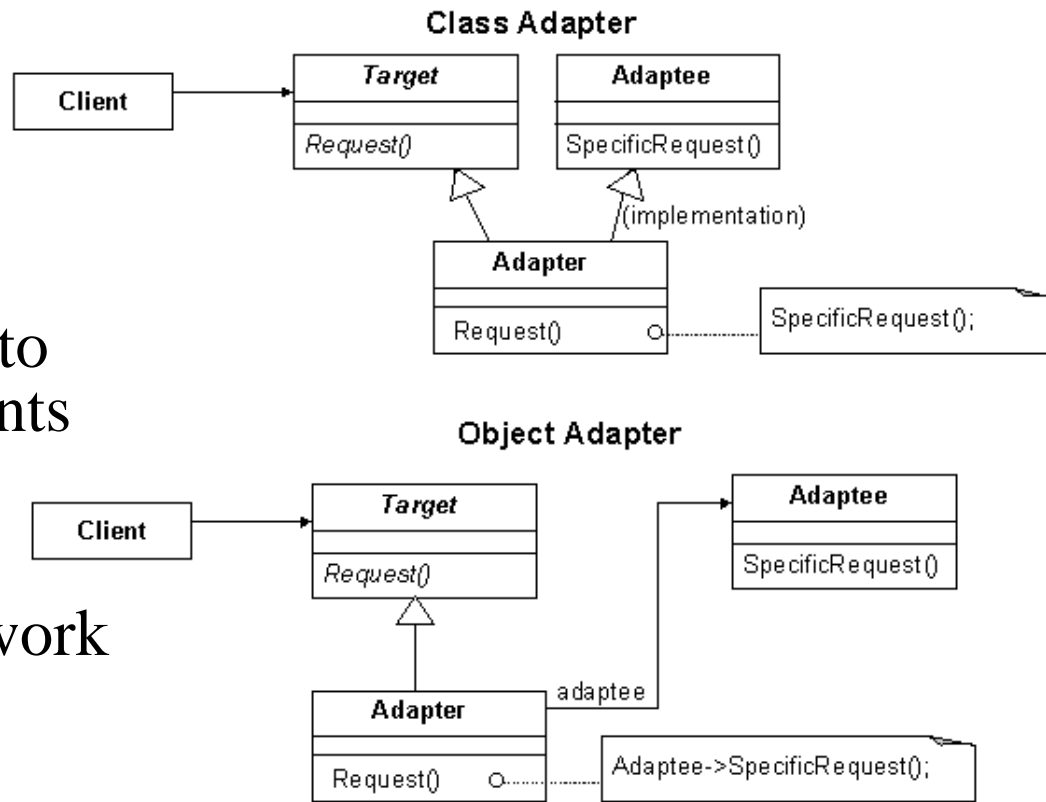 Class Adapter
Client
Target
Request()
Adaptee
SpecificRequest()
(implementation)
Adapter
Request()
SpecificRequest();
to
nts
Object Adapter
Client
Target
Request()
Adaptee
SpecificRequest()
work
adaptee
Adapter
Request()
Adaptee->SpecificRequest();